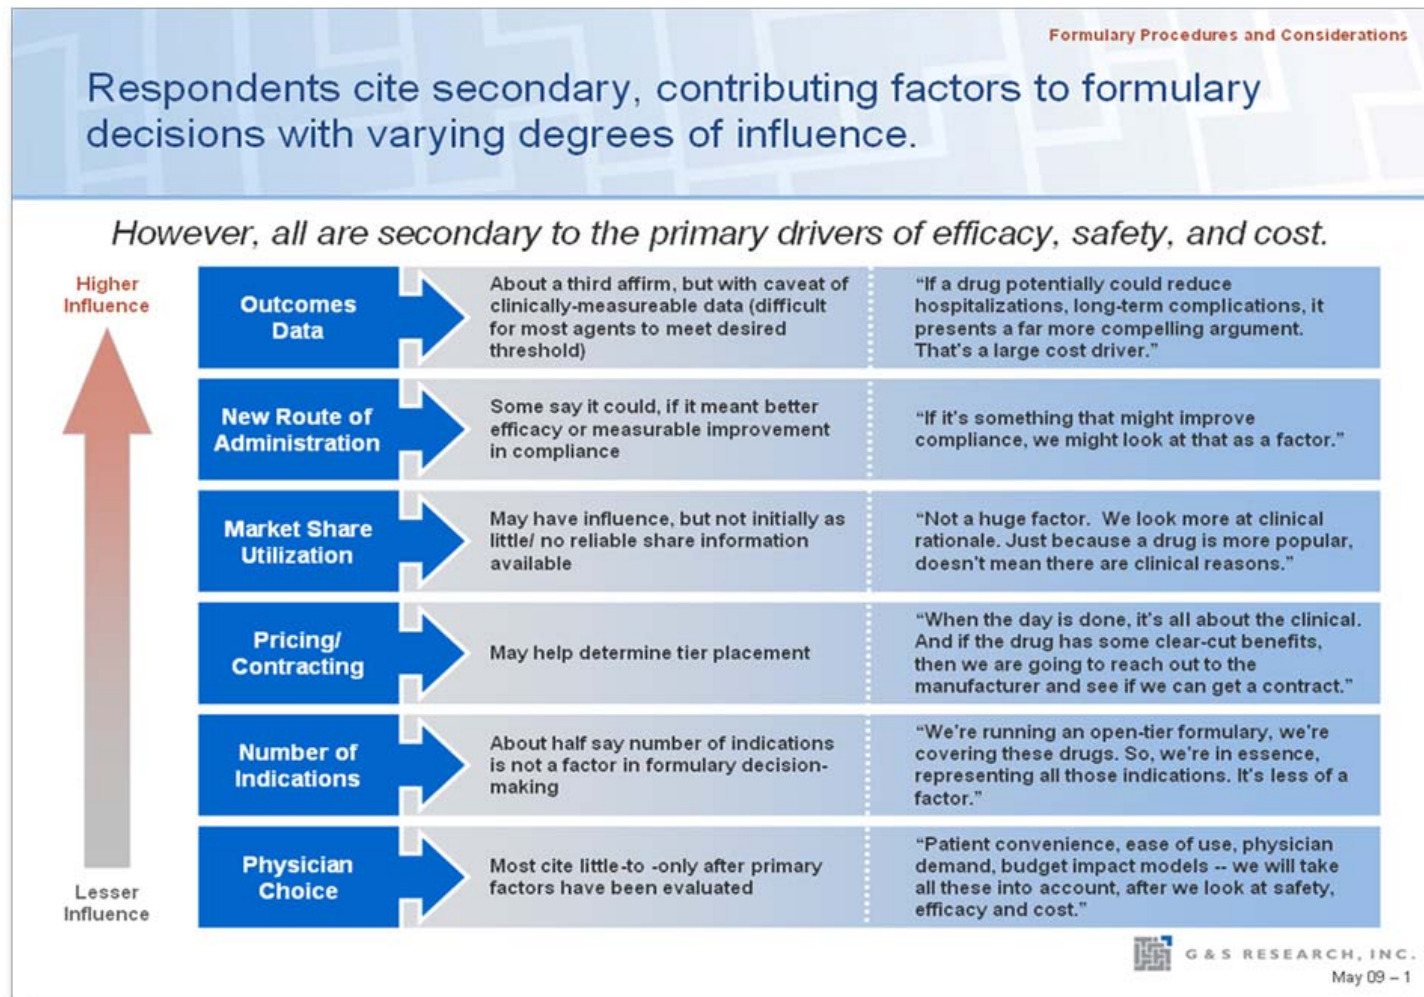 Formulary Procedures and Considerations
Respondents cite secondary, contributing factors to formulary
decisions with varying degrees of influence.
However, all are secondary to the primary drivers of efficacy, safety, and cost.
Higher
Influence
Outcomes
Data
About a third affirm, but with caveat of
clinically-measureable data (difficult
for most agents to meet desired
threshold)
“If a drug potentially could reduce
hospitalizations, long-term complications, it
presents a far more compelling argument.
That's a large cost driver.”
New Route of
Administration
Some say it could, if it meant better
efficacy or measurable improvement
in compliance
“If it's something that might improve
compliance, we might look at that as a factor.”
Market Share
Utilization
May have influence, but not initially as
little/ no reliable share information
available
“Not a huge factor.  We look more at clinical
rationale. Just because a drug is more popular,
doesn't mean there are clinical reasons.”
Pricing/
Contracting
May help determine tier placement
“When the day is done, it's all about the clinical.
And if the drug has some clear-cut benefits,
then we are going to reach out to the
manufacturer and see if we can get a contract.”
Number of
Indications
About half say number of indications
is not a factor in formulary decision-
making
“We're running an open-tier formulary, we're
covering these drugs. So, we're in essence,
representing all those indications. It's less of a
factor.”
Physician
Choice
Most cite little-to -only after primary
factors have been evaluated
“Patient convenience, ease of use, physician
demand, budget impact models -- we will take
all these into account, after we look at safety,
efficacy and cost.”
Lesser
Influence
G & S RESEARCH, INC.
May 09 – 1